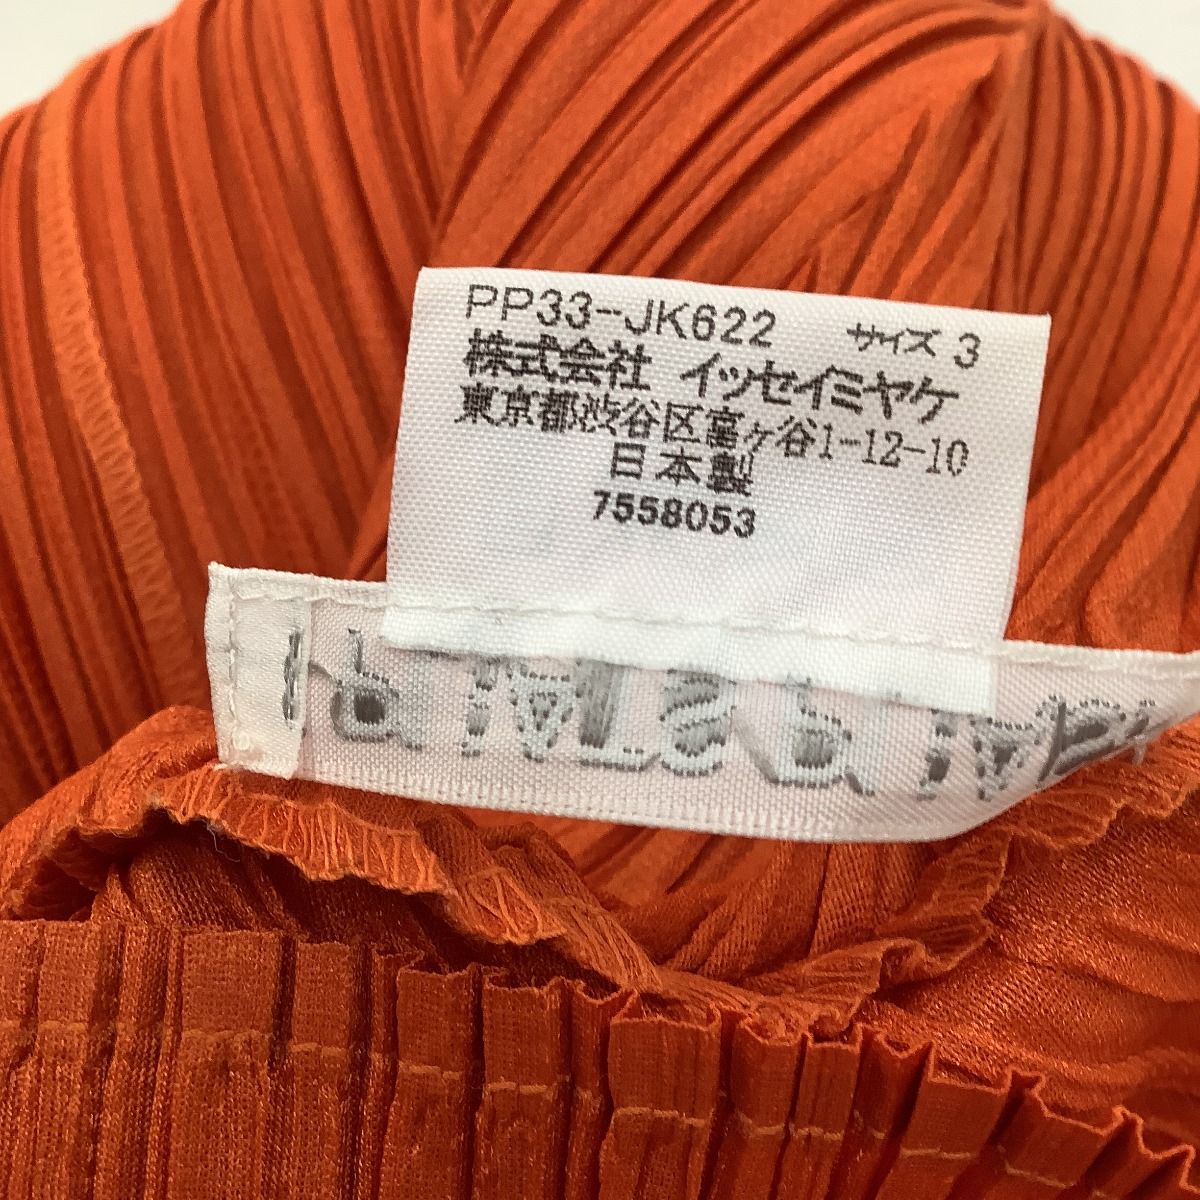 PP33-JK622 サイズ 3
株式会社 イッセイミヤケ
東京都渋谷区富ヶ谷1-12-10
日本製
7558053